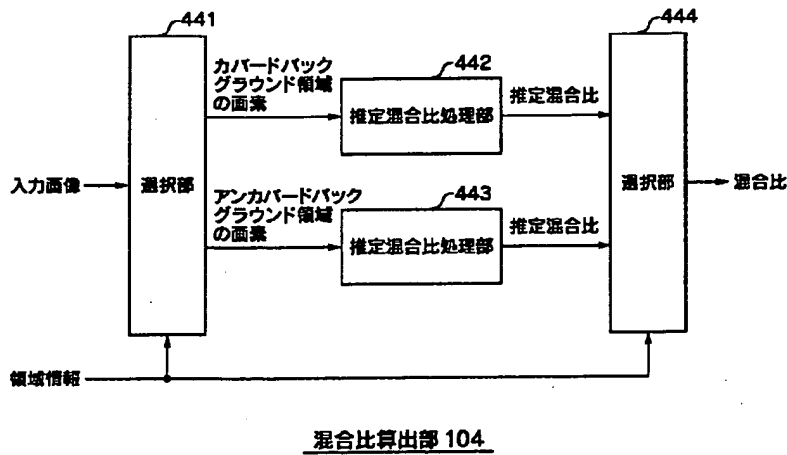 441
444
カバードバック
グラウンド領域
の画素
442
推定混合比処理部
推定混合比
入力画像
選択部
選択部
混合比
アンカバードバック
グラウンド領域
の画素
443
推定混合比処理部
推定混合比
領域情報
混合比算出部 104